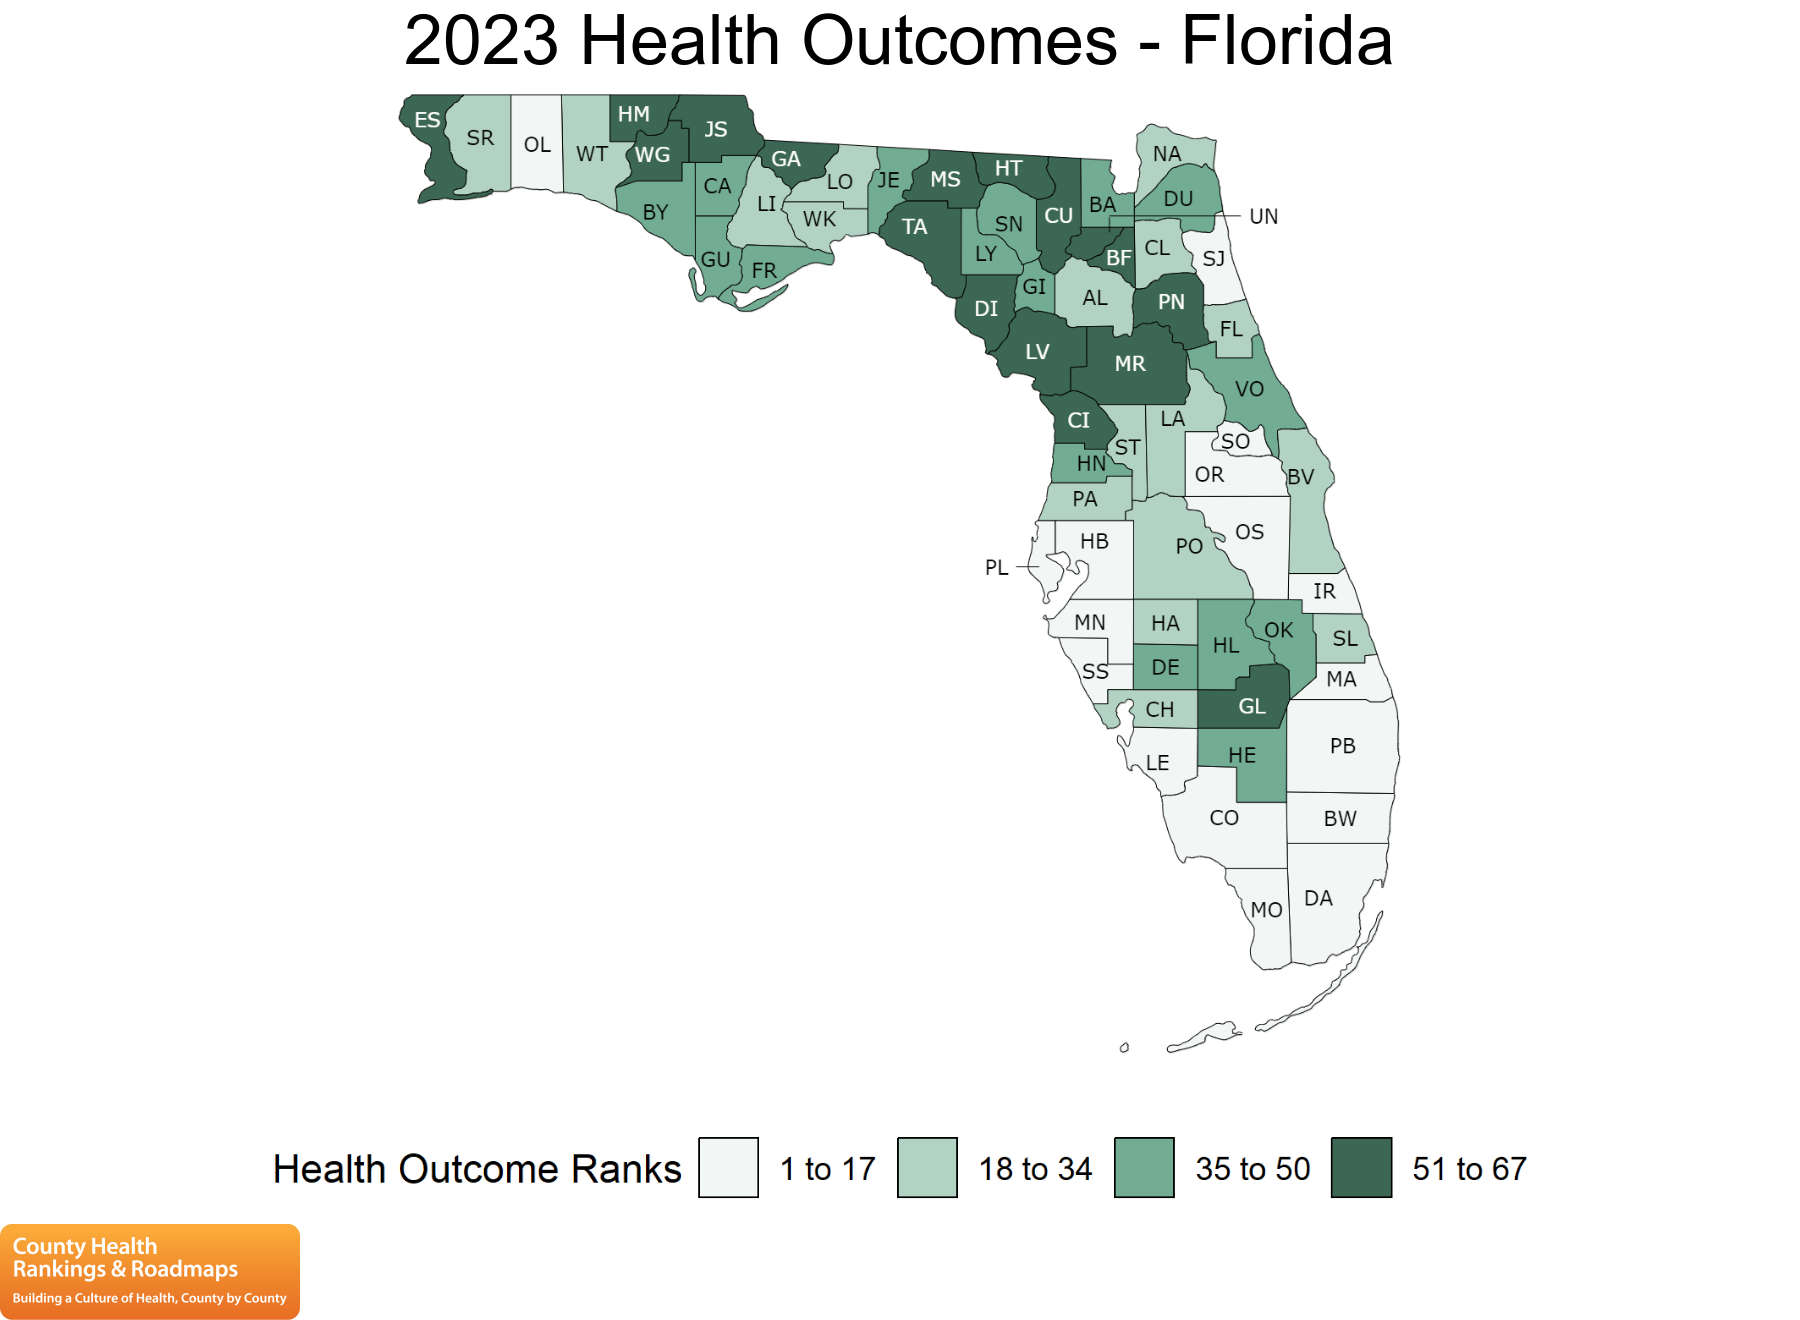 2023 Health Outcomes - Florida
ES
SR
OL
WT
HM
JS
WG
GA
LO
JE
MS
HT
NA
CA
LI
BY
WK
TA
SN
CU
BA
DU
UN
LY
GU
FR
BF
CL
SJ
GI
AL
DI
PN
FL
LV
MR
VO
CI
LA
ST
SO
HN
OR
BV
PA
HB
PO
OS
PL
IR
MN
HA
HL
OK
SL
DE
SS
MA
CH
GL
PB
LE
HE
CO
BW
MO
DA
Health Outcome Ranks
1 to 17
18 to 34
35 to 50
51 to 67
County Health
Rankings & Roadmaps
Building a Culture of Health, County by County